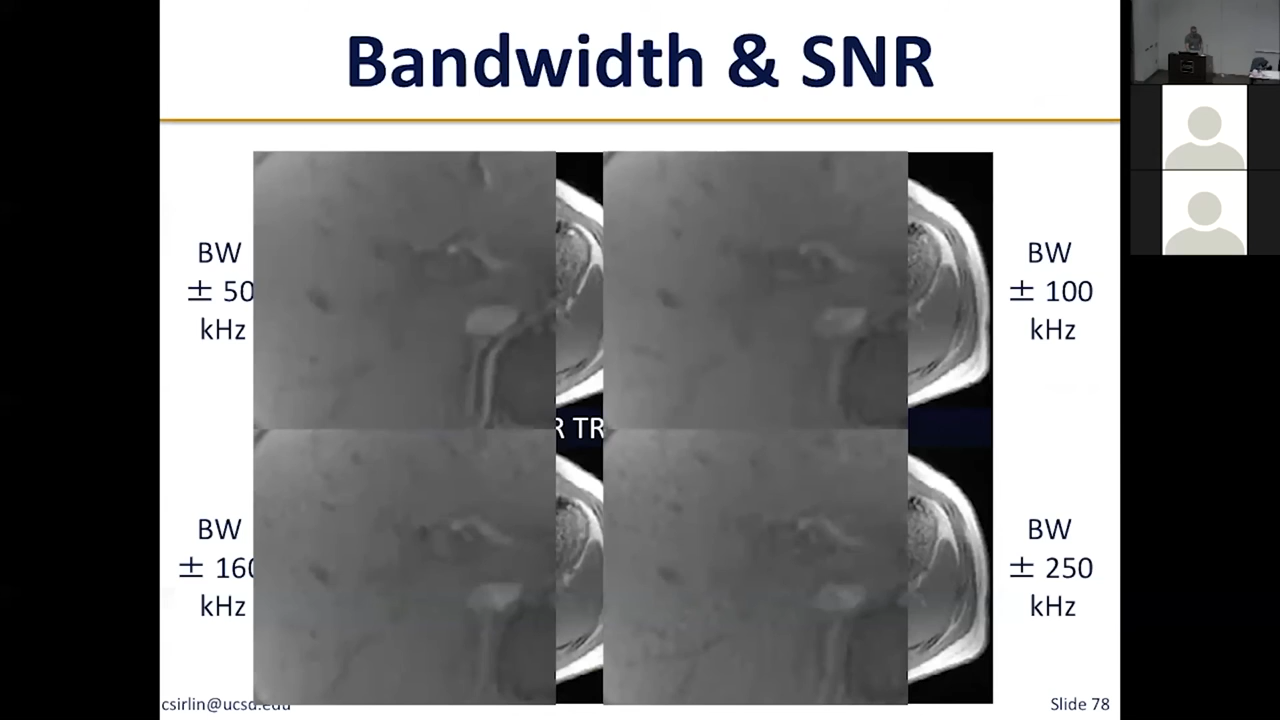 Bandwidth & SNR
BW
± 50
kHz
BW
± 100
kHz
R TR
BW
± 160
kHz
BW
± 250
kHz
csirlin@ucsd.edu
Slide 78